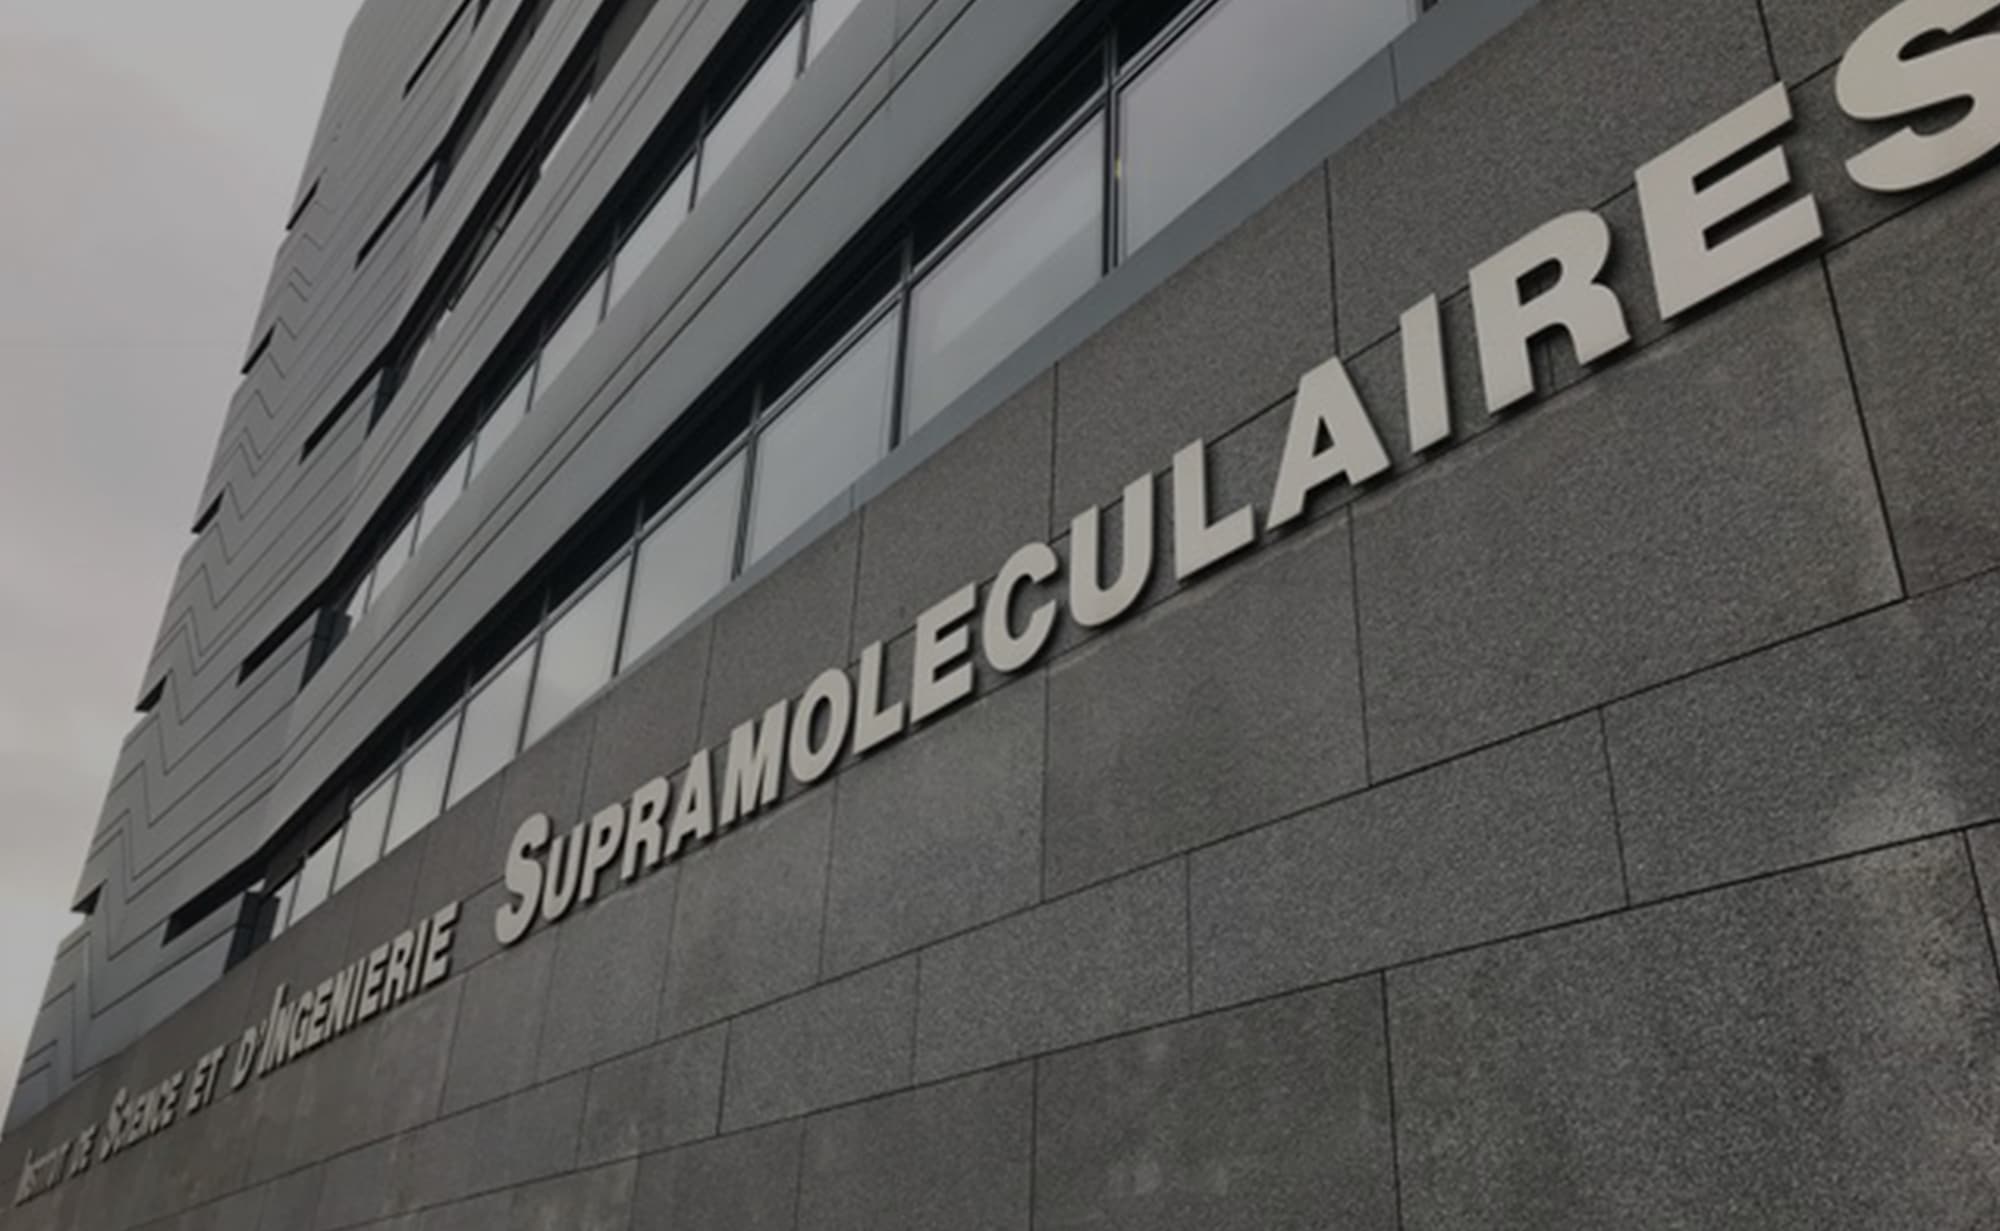 INSTITUT DE SCIENCE ET D'INGENIERIE SUPRAMOLECULAIRES